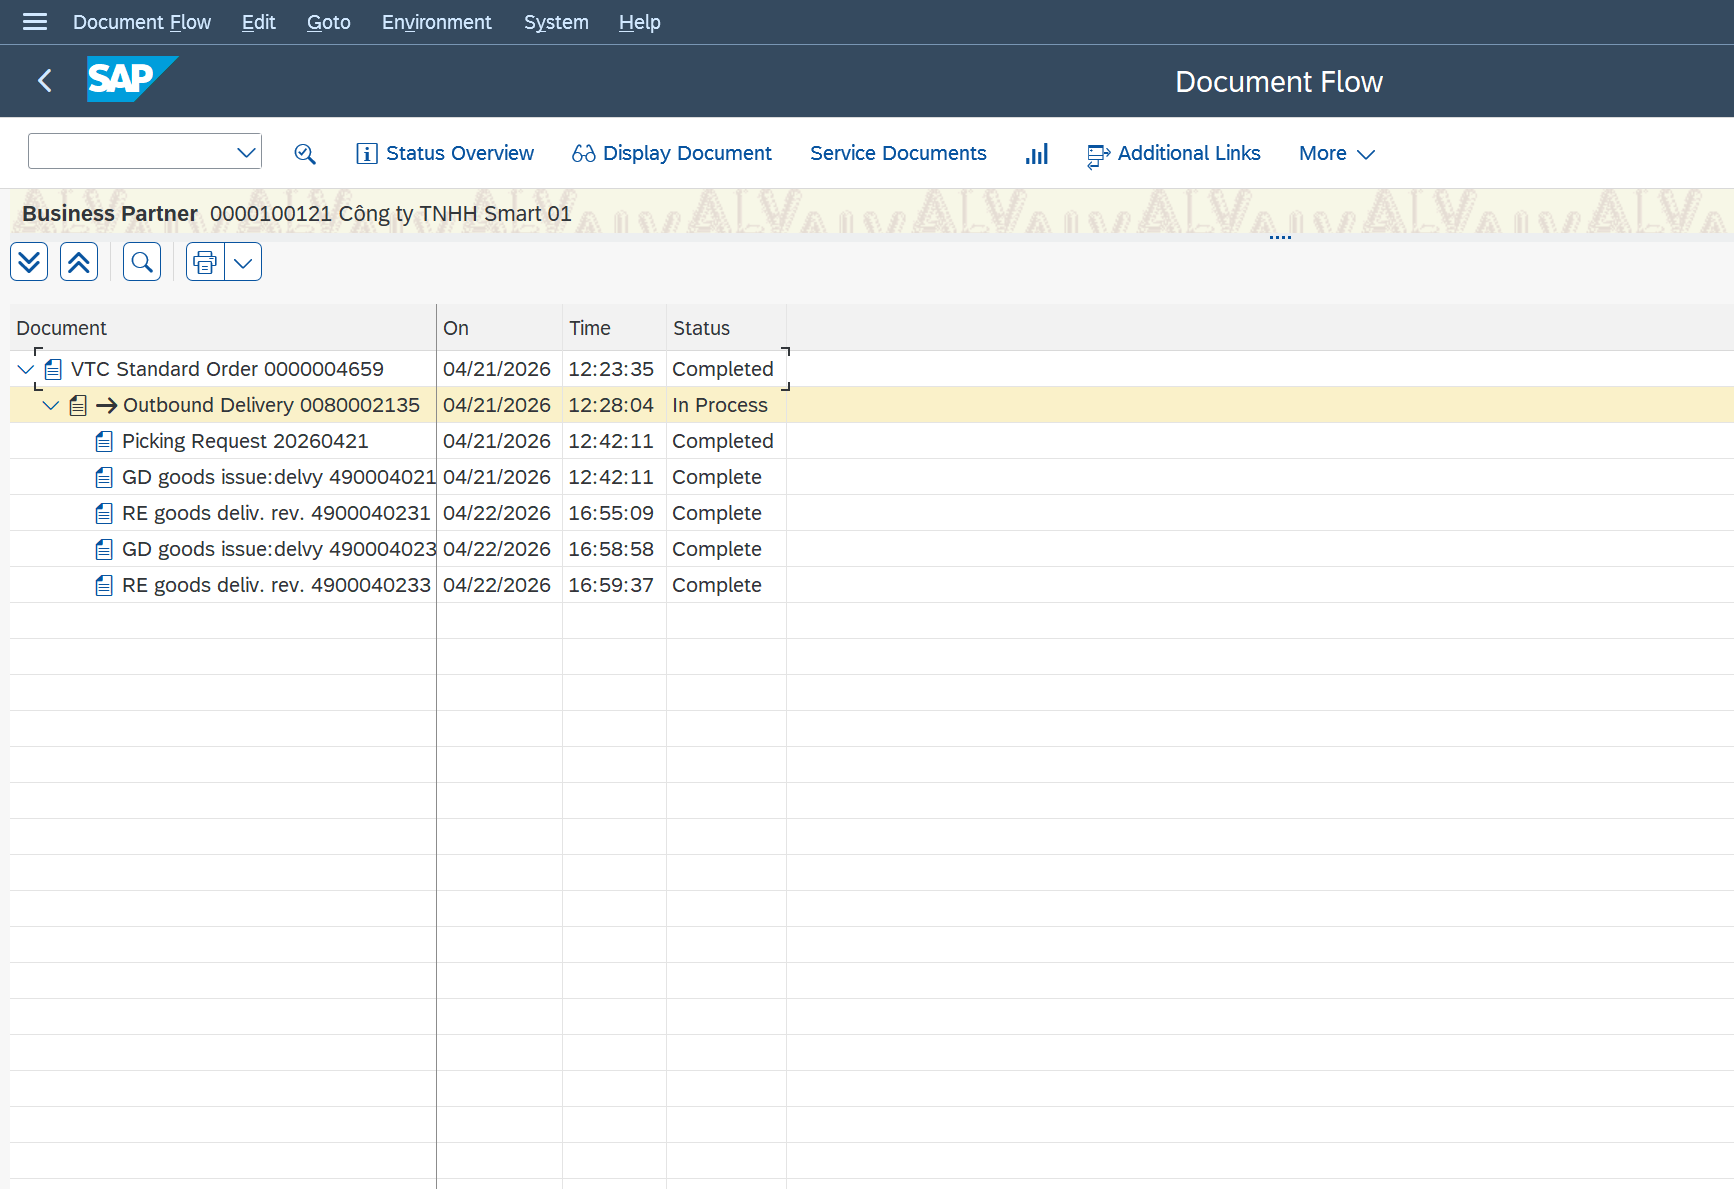 Document Flow Edit Goto Environment System Help
SAP Document Flow
Status Overview Display Document Service Documents Additional Links More
Business Partner 0000100121 Công ty TNHH Smart 01
Document On Time Status
VTC Standard Order 0000004659 04/21/2026 12:23:35 Completed
Outbound Delivery 0080002135 04/21/2026 12:28:04 In Process
Picking Request 20260421 04/21/2026 12:42:11 Completed
GD goods issue:delvy 490004021 04/21/2026 12:42:11 Complete
RE goods deliv. rev. 4900040231 04/22/2026 16:55:09 Complete
GD goods issue:delvy 490004023 04/22/2026 16:58:58 Complete
RE goods deliv. rev. 4900040233 04/22/2026 16:59:37 Complete